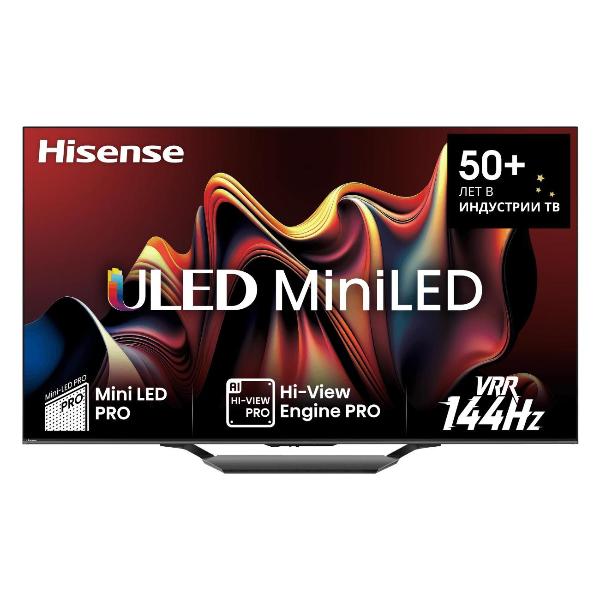 Hisense
50+
ЛЕТ В
ИНДУСТРИИ ТВ
ULED MiniLED
Mini-LED PRO
PRO
Mini LED
PRO
AI
HI-VIEW
PRO
Hi-View
Engine PRO
VRR
144Hz